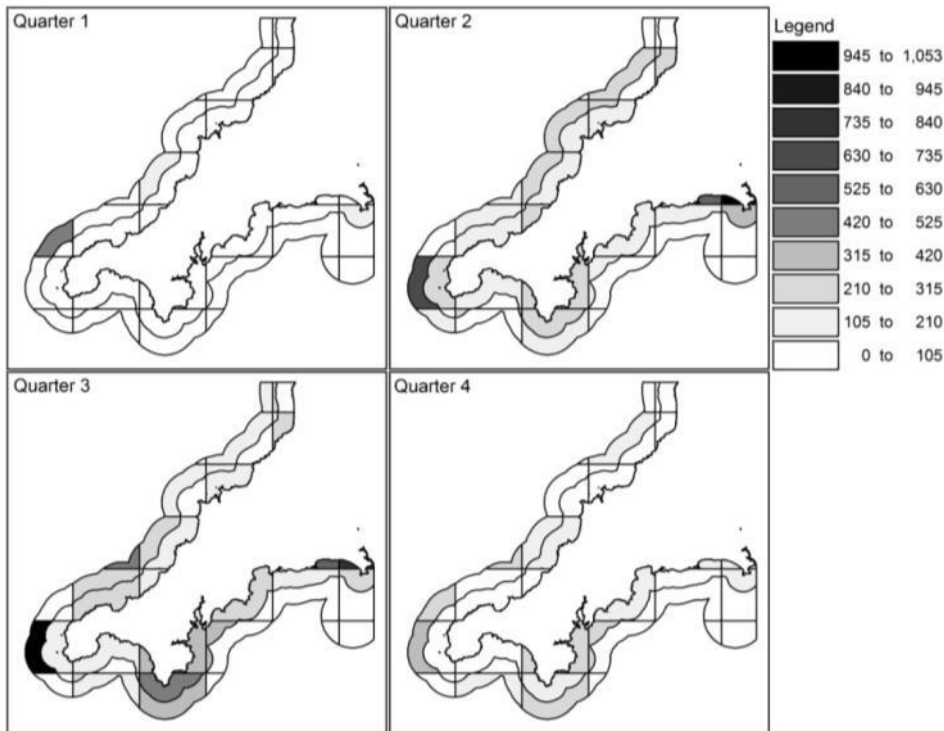 Quarter 1
Quarter 2
Legend
945 to 1,053
840 to 945
735 to 840
630 to 735
525 to 630
420 to 525
315 to 420
210 to 315
105 to 210
0 to 105
Quarter 3
Quarter 4